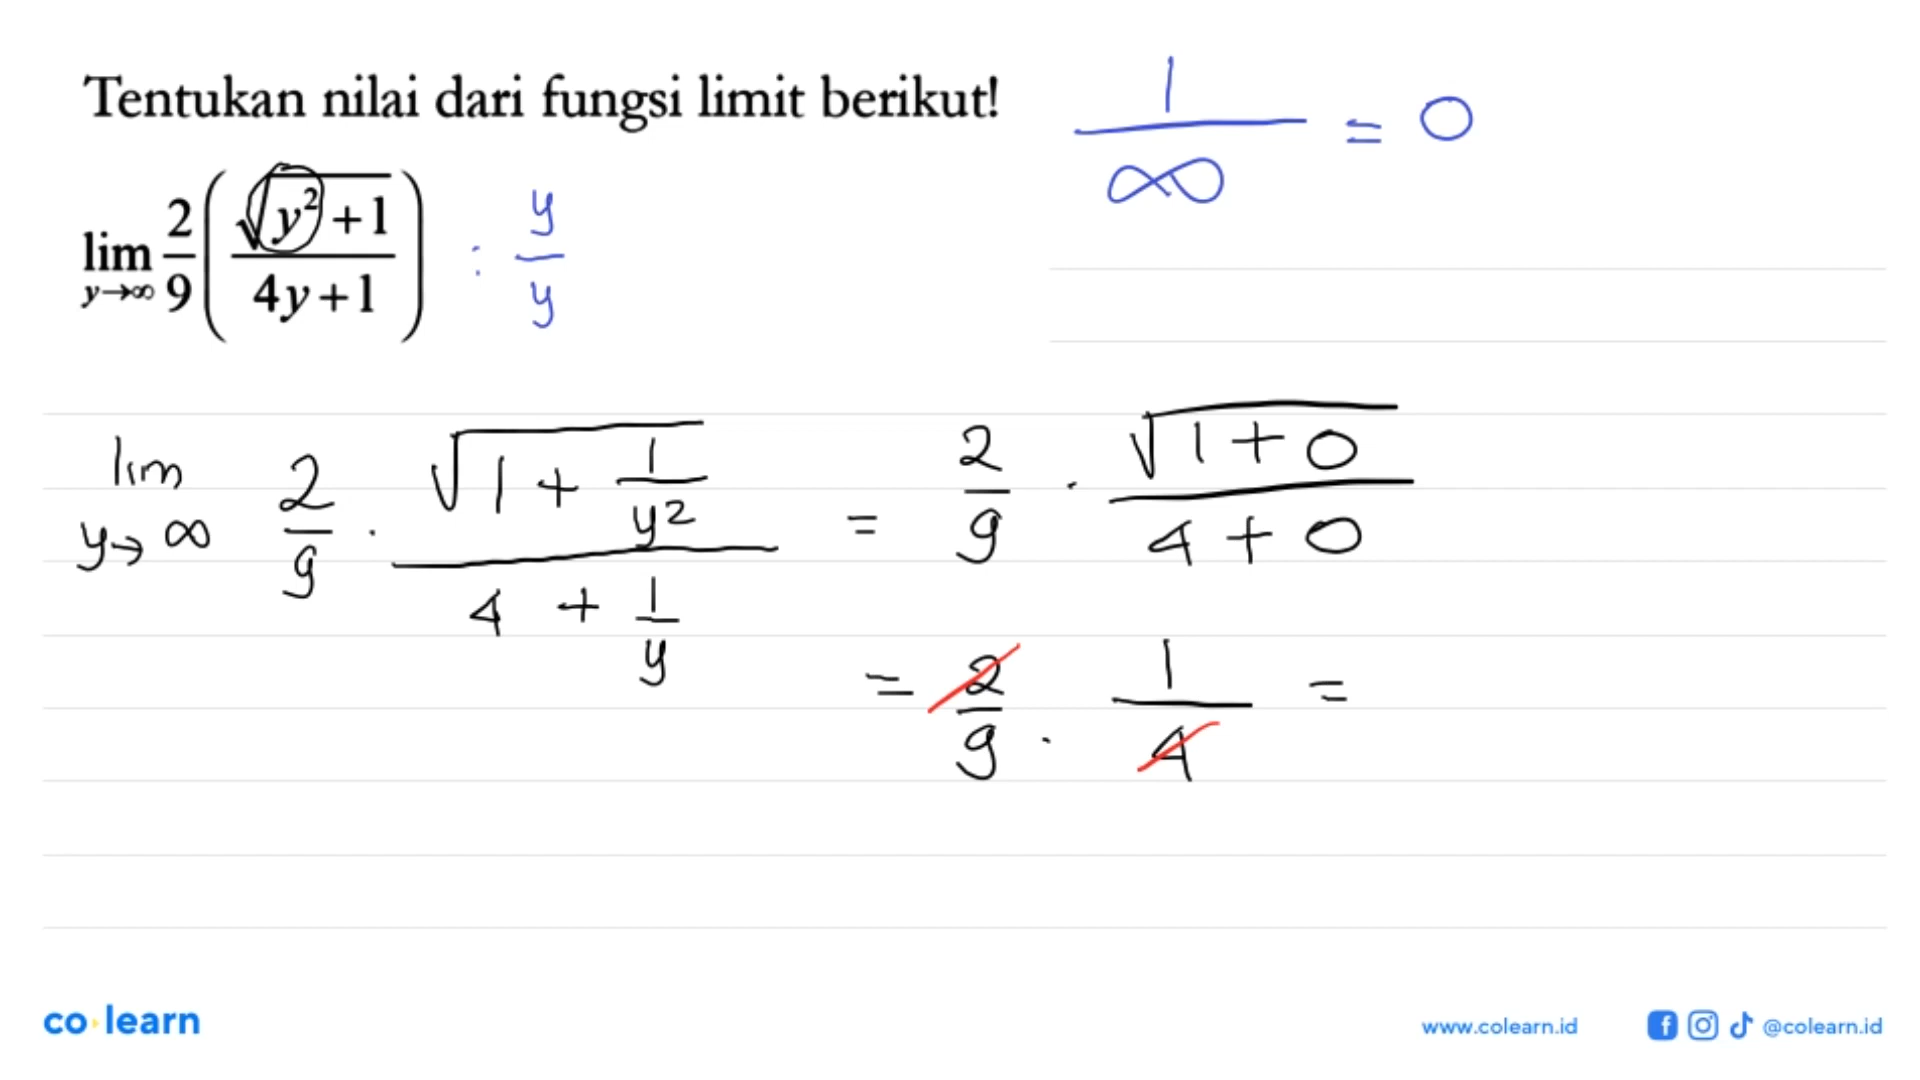 Tentukan nilai dari fungsi limit berikut!
1/∞ = 0
lim y→∞ 2/9 (√(y²+1)/(4y+1)) : y/y
lim y→∞ 2/9 · √(1 + 1/y²)/(4 + 1/y) = 2/9 · √(1+0)/(4+0)
= 2/9 · 1/4 =
co learn
www.colearn.id
@colearn.id